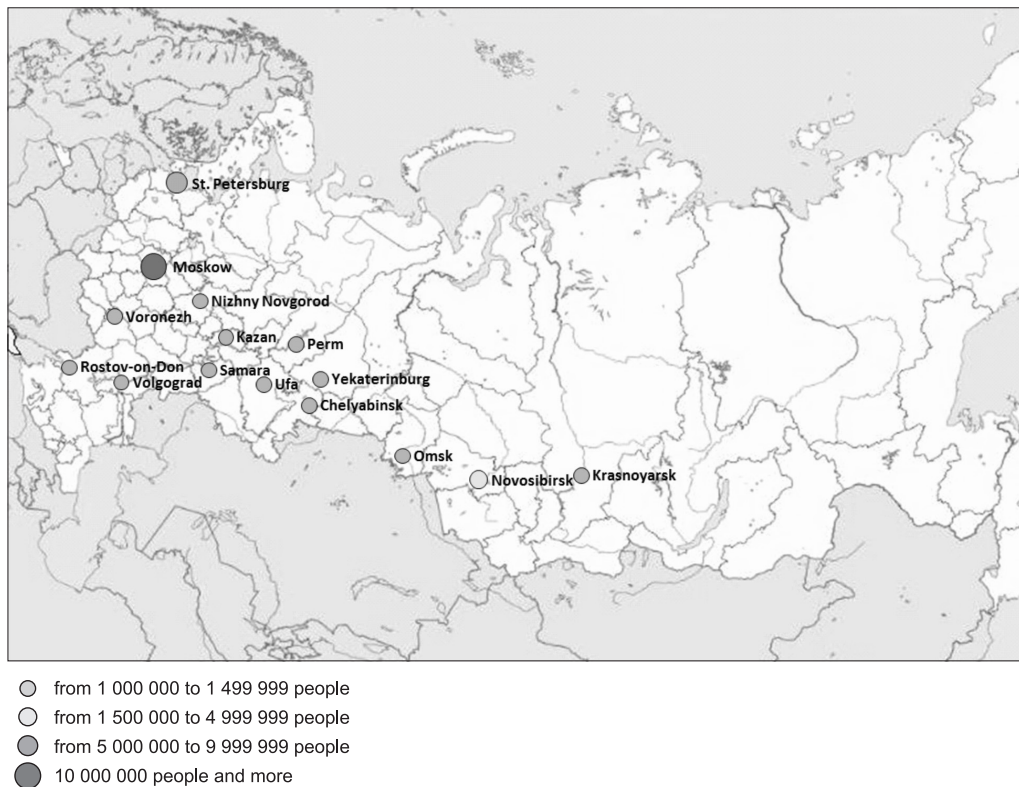 St. Petersburg
Moskow
Nizhny Novgorod
Voronezh
Kazan
Perm
Rostov-on-Don
Samara
Yekaterinburg
Volgograd
Ufa
Chelyabinsk
Omsk
Novosibirsk
Krasnoyarsk
from 1 000 000 to 1 499 999 people
from 1 500 000 to 4 999 999 people
from 5 000 000 to 9 999 999 people
10 000 000 people and more